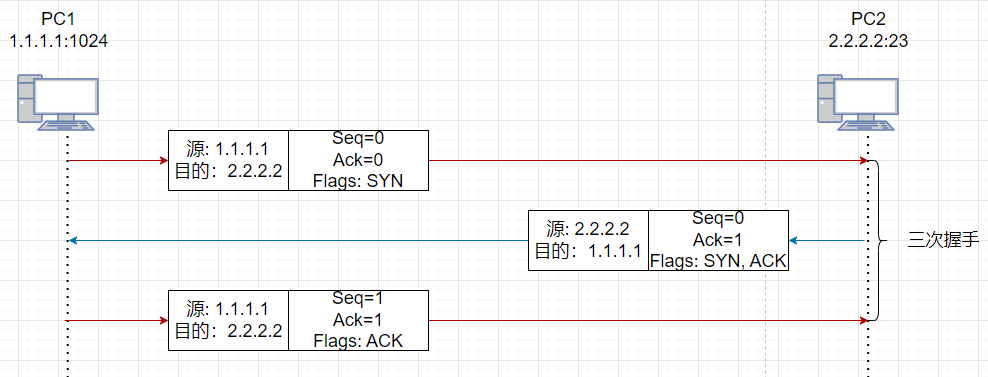 PC1
1.1.1.1:1024
PC2
2.2.2.2:23
源: 1.1.1.1
目的：2.2.2.2
Seq=0
Ack=0
Flags: SYN
源: 2.2.2.2
目的：1.1.1.1
Seq=0
Ack=1
Flags: SYN, ACK
三次握手
源: 1.1.1.1
目的：2.2.2.2
Seq=1
Ack=1
Flags: ACK